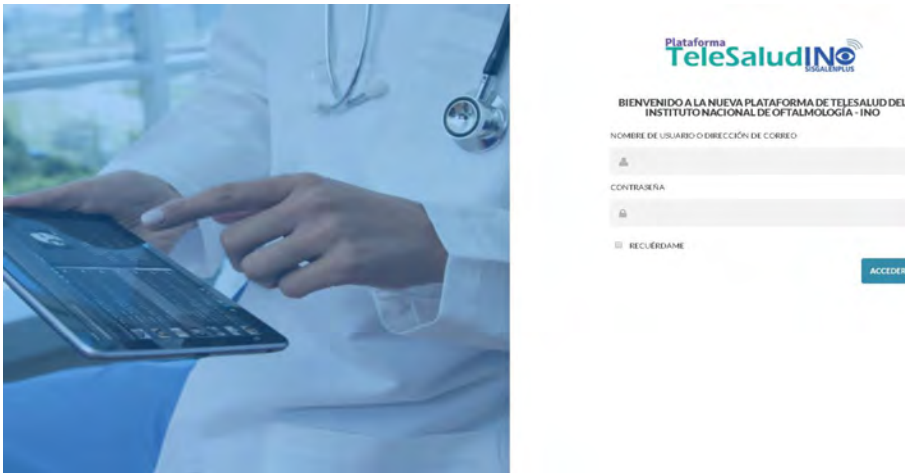 Plataforma
TeleSaludINO
SISGALENPLUS
BIENVENIDO A LA NUEVA PLATAFORMA DE TELESALUD DEL
INSTITUTO NACIONAL DE OFTALMOLOGÍA - INO
NOMBRE DE USUARIO O DIRECCIÓN DE CORREO
CONTRASEÑA
RECUÉRDAME
ACCEDER